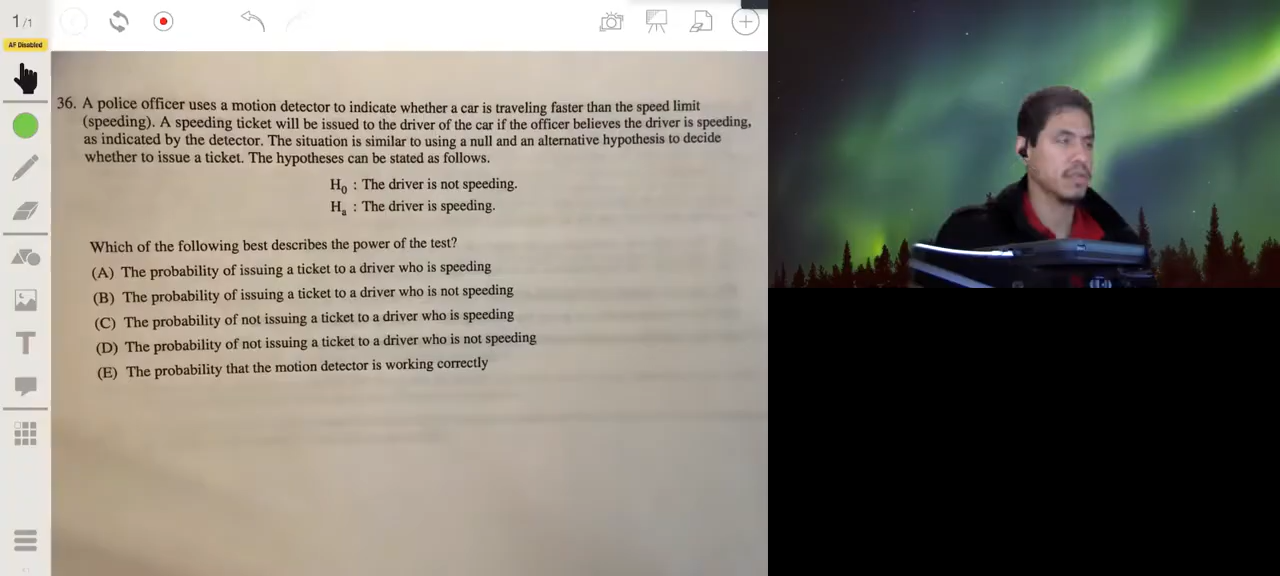 1/1
AF Disabled
36. A police officer uses a motion detector to indicate whether a car is traveling faster than the speed limit
(speeding). A speeding ticket will be issued to the driver of the car if the officer believes the driver is speeding,
as indicated by the detector. The situation is similar to using a null and an alternative hypothesis to decide
whether to issue a ticket. The hypotheses can be stated as follows.
H₀ : The driver is not speeding.
Hₐ : The driver is speeding.
Which of the following best describes the power of the test?
(A) The probability of issuing a ticket to a driver who is speeding
(B) The probability of issuing a ticket to a driver who is not speeding
(C) The probability of not issuing a ticket to a driver who is speeding
(D) The probability of not issuing a ticket to a driver who is not speeding
(E) The probability that the motion detector is working correctly
T